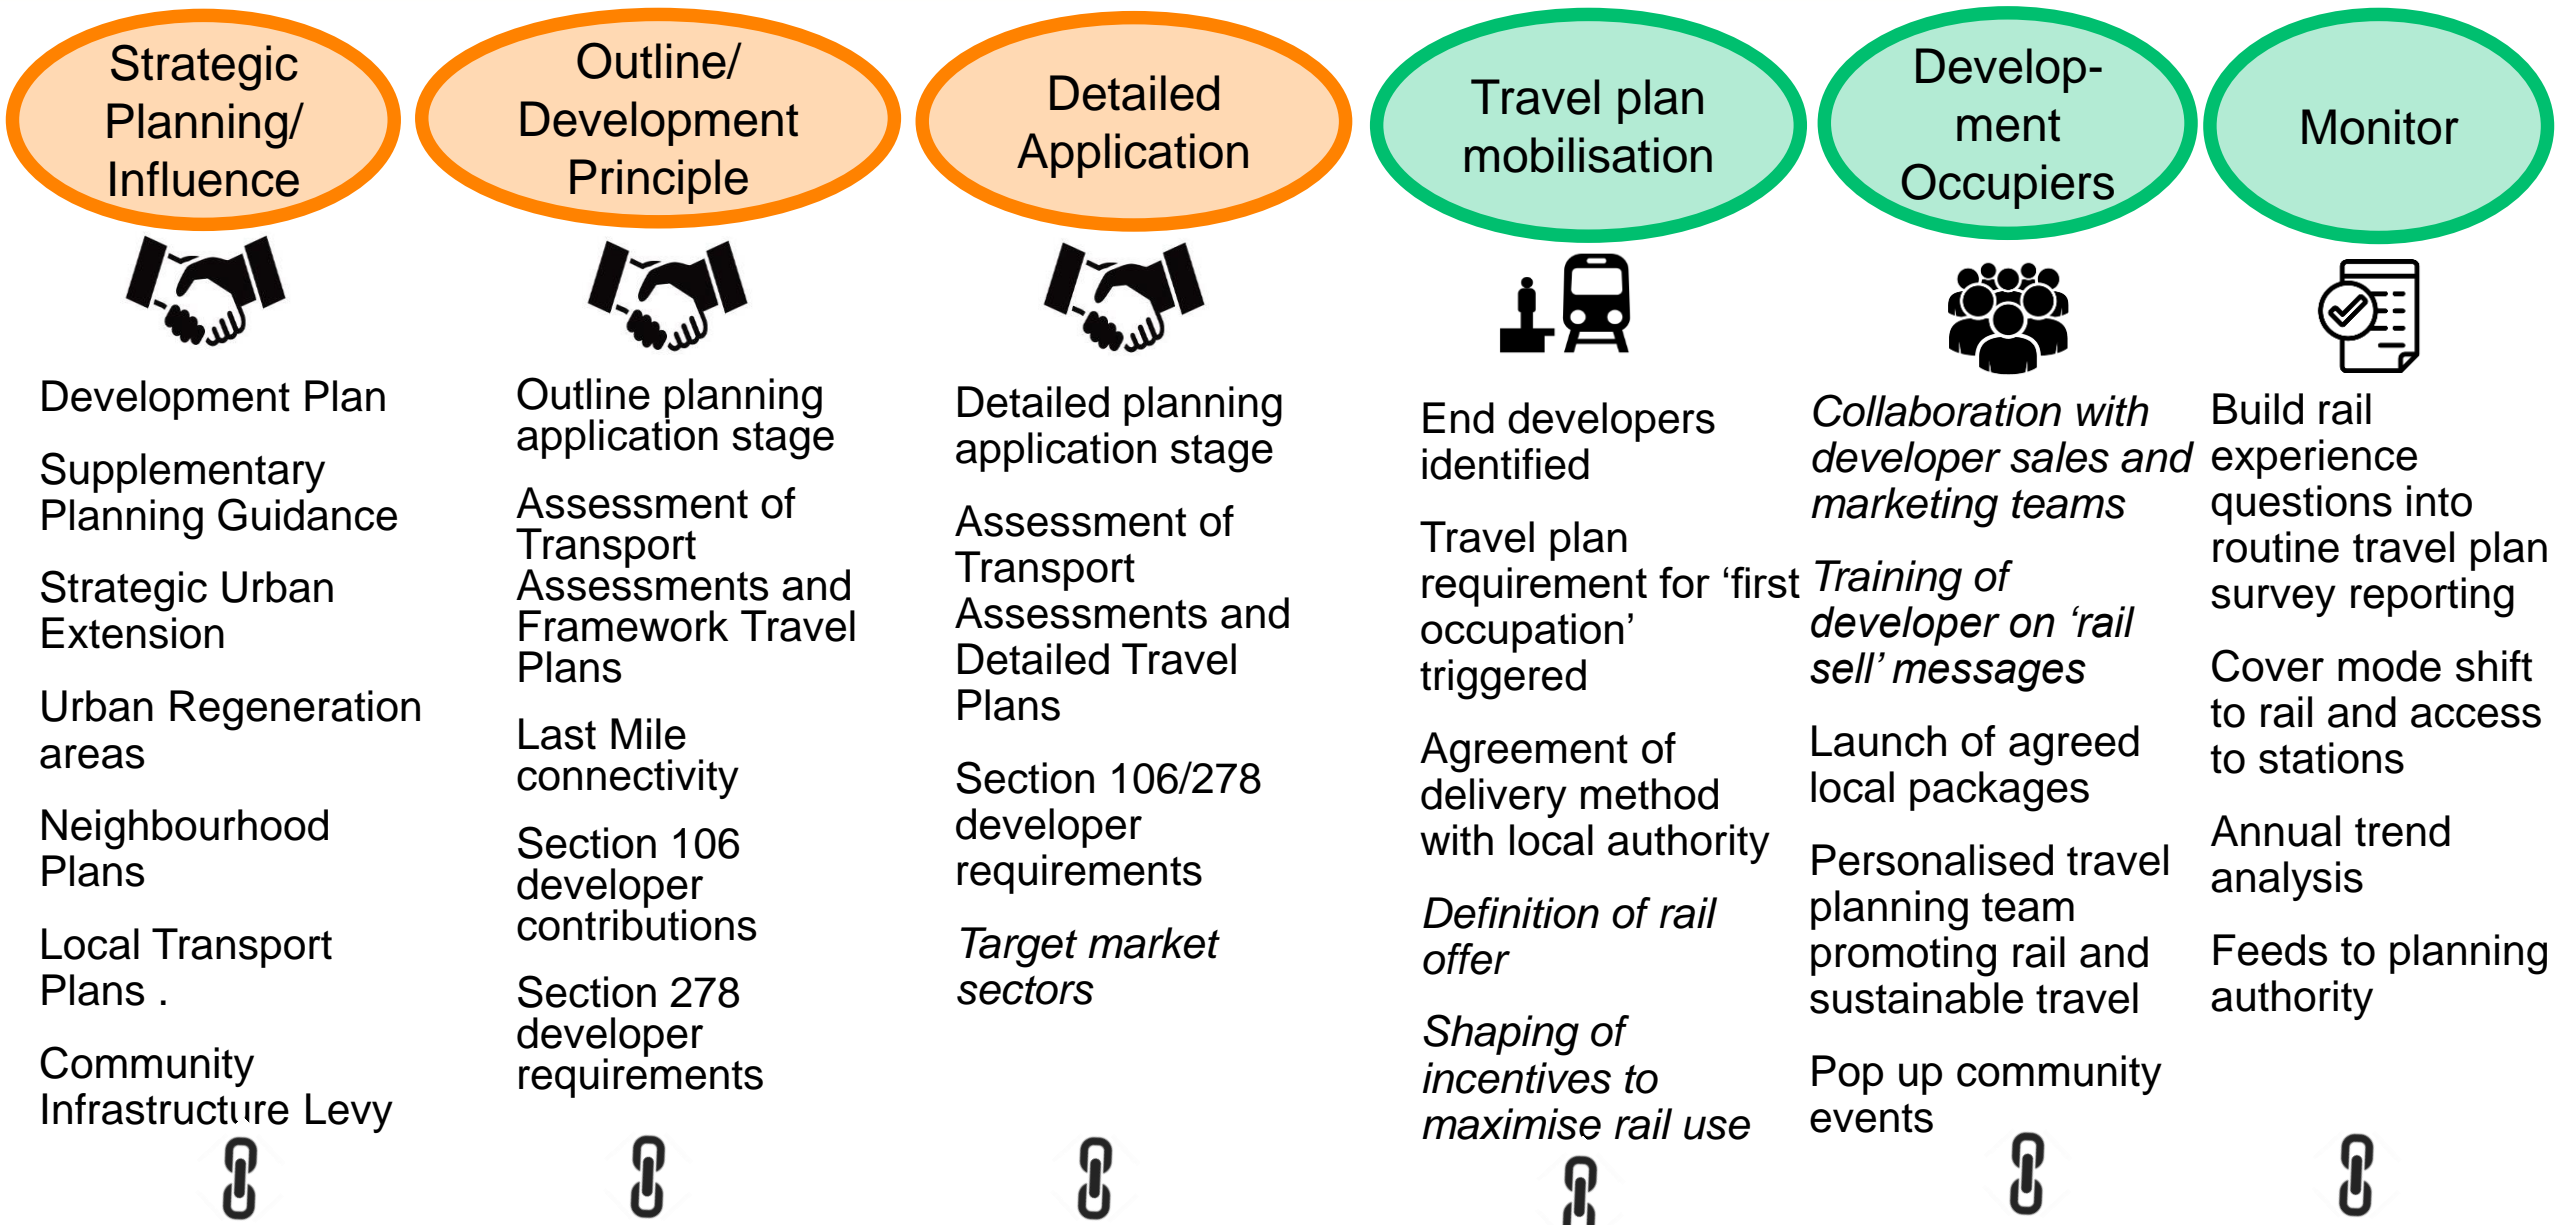 Strategic
Planning/
Influence
Development Plan
Supplementary
Planning Guidance
Strategic Urban
Extension
Urban Regeneration
areas
Neighbourhood
Plans
Local Transport
Plans .
Community
Infrastructure Levy
Outline/
Development
Principle
Outline planning
application stage
Assessment of
Transport
Assessments and
Framework Travel
Plans
Last Mile
connectivity
Section 106
developer
contributions
Section 278
developer
requirements
Detailed
Application
Detailed planning
application stage
Assessment of
Transport
Assessments and
Detailed Travel
Plans
Section 106/278
developer
requirements
Target market
sectors
Travel plan
mobilisation
End developers
identified
Travel plan
requirement for ‘first
occupation’
triggered
Agreement of
delivery method
with local authority
Definition of rail
offer
Shaping of
incentives to
maximise rail use
Develop-
ment
Occupiers
Collaboration with
developer sales and
marketing teams
Training of
developer on ‘rail
sell’ messages
Launch of agreed
local packages
Personalised travel
planning team
promoting rail and
sustainable travel
Pop up community
events
Monitor
Build rail
experience
questions into
routine travel plan
survey reporting
Cover mode shift
to rail and access
to stations
Annual trend
analysis
Feeds to planning
authority